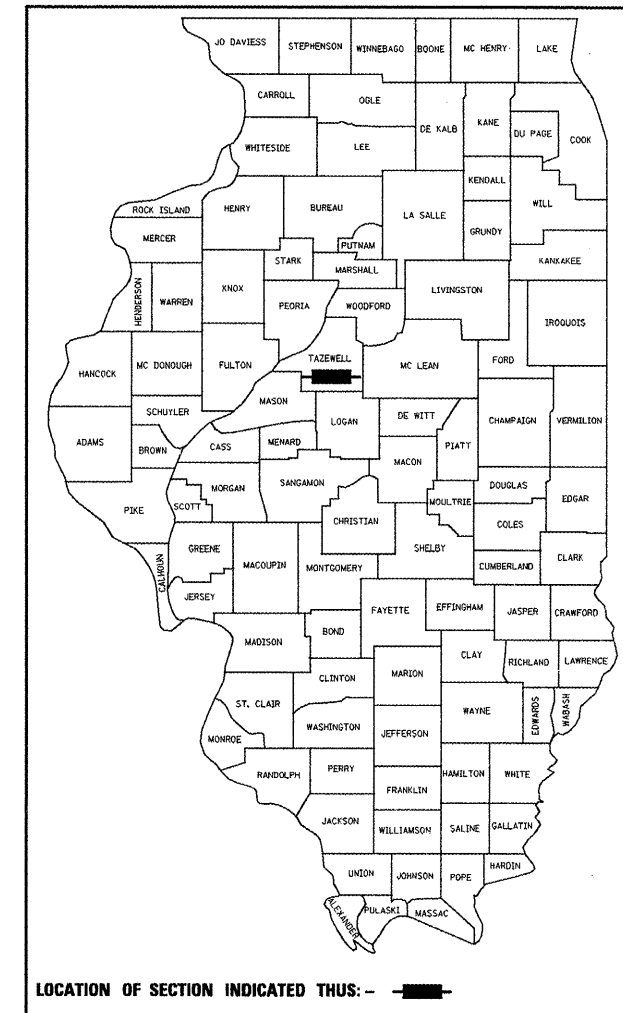 JO DAVIESS STEPHENSON WINNEBAGO BOONE MC HENRY LAKE
CARROLL OGLE DE KALB KANE DU PAGE COOK
WHITESIDE LEE
KENDALL WILL
ROCK ISLAND HENRY BUREAU LA SALLE GRUNDY
MERCER PUTNAM KANKAKEE
STARK MARSHALL
HENDERSON WARREN KNOX PEORIA WOODFORD LIVINGSTON IROQUOIS
HANCOCK MC DONOUGH FULTON TAZEWELL MC LEAN FORD
MASON
SCHUYLER LOGAN DE WITT CHAMPAIGN VERMILION
ADAMS BROWN CASS MENARD PIATT
MACON
PIKE SCOTT MORGAN SANGAMON MOULTRIE DOUGLAS EDGAR
CHRISTIAN COLES
GREENE SHELBY
CALHOUN MACOUPIN MONTGOMERY CUMBERLAND CLARK
JERSEY
FAYETTE EFFINGHAM JASPER CRAWFORD
MADISON BOND
CLAY RICHLAND LAWRENCE
CLINTON MARION
ST. CLAIR WAYNE EDWARDS WABASH
WASHINGTON JEFFERSON
MONROE
RANDOLPH PERRY HAMILTON WHITE
FRANKLIN
JACKSON WILLIAMSON SALINE GALLATIN
UNION JOHNSON POPE HARDIN
ALEXANDER PULASKI MASSAC
LOCATION OF SECTION INDICATED THUS: -